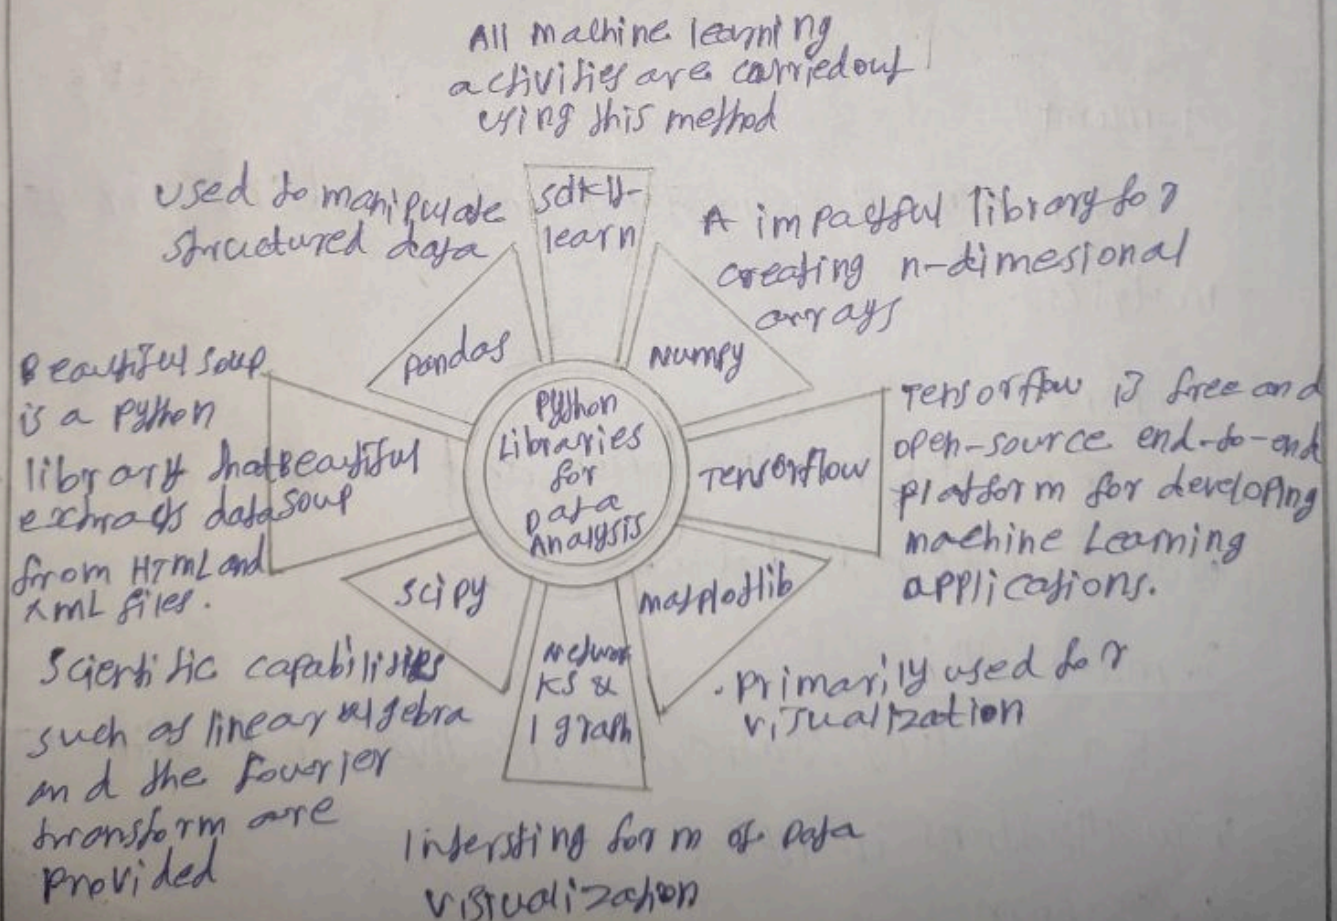 All machine learning
activities are carriedout
using this method
scikit-
learn
used to manipulate
structured data
Pandas
A impactful library for
creating n-dimesional
arrays
Numpy
Beautiful soup
is a python
library that
extracts data
from HTML and
XML files.
Beautiful
soup
Python
Libraries
for
Data
Analysis
Tensorflow
Tensorflow is free and
open-source end-to-end
platform for developing
machine Learning
applications.
scipy
Scientific capabilities
such as linear algebra
and the fourier
transform are
provided
networ
ks &
I graph
Intersting form of Data
visualization
matplotlib
. Primarily used for
visualization